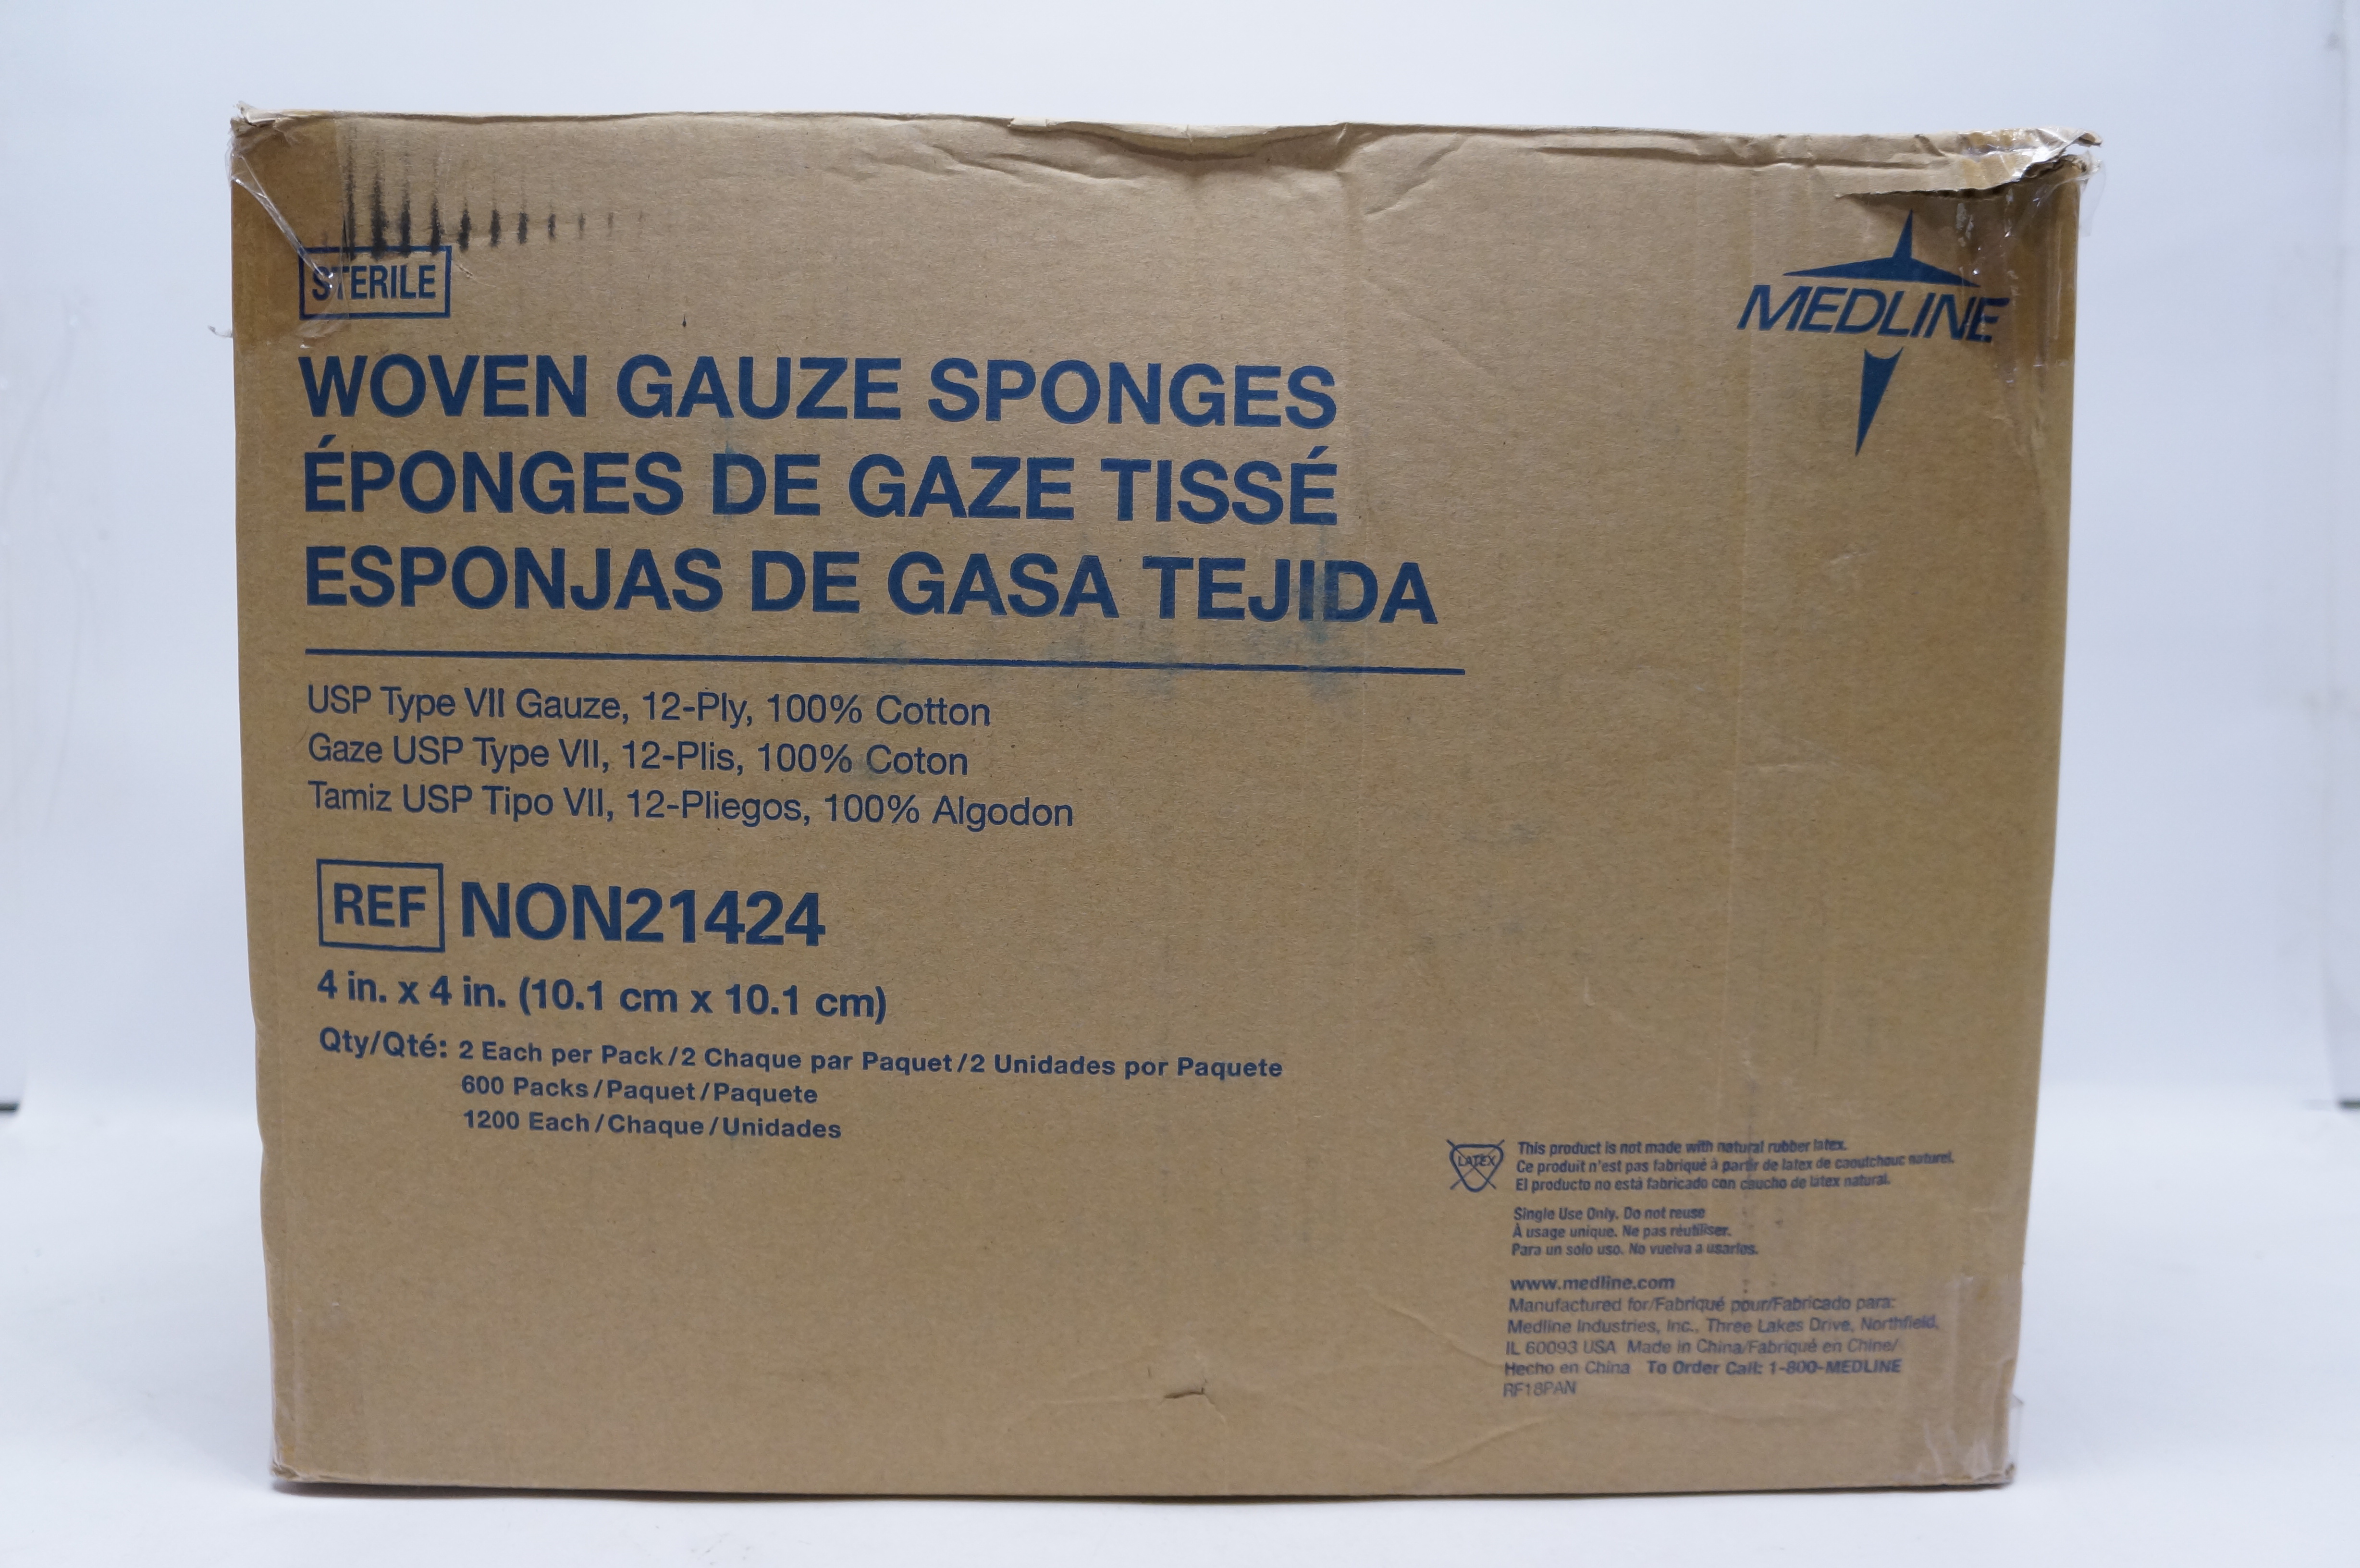 STERILE
MEDLINE
WOVEN GAUZE SPONGES
ÉPONGES DE GAZE TISSÉ
ESPONJAS DE GASA TEJIDA
USP Type VII Gauze, 12-Ply, 100% Cotton
Gaze USP Type VII, 12-Plis, 100% Coton
Tamiz USP Tipo VII, 12-Pliegos, 100% Algodon
REF NON21424
4 in. x 4 in. (10.1 cm x 10.1 cm)
Qty/Qté: 2 Each per Pack/2 Chaque par Paquet/2 Unidades por Paquete
600 Packs/Paquet/Paquete
1200 Each/Chaque/Unidades
LATEX
This product is not made with natural rubber latex.
Ce produit n'est pas fabriqué à partir de latex de caoutchouc naturel.
El producto no está fabricado con caucho de látex natural.
Single Use Only. Do not reuse
À usage unique. Ne pas réutiliser.
Para un solo uso. No vuelva a usarlos.
www.medline.com
Manufactured for/Fabriqué pour/Fabricado para:
Medline Industries, Inc., Three Lakes Drive, Northfield,
IL 60093 USA Made in China/Fabriqué en Chine/
Hecho en China To Order Call: 1-800-MEDLINE
RF18PAN